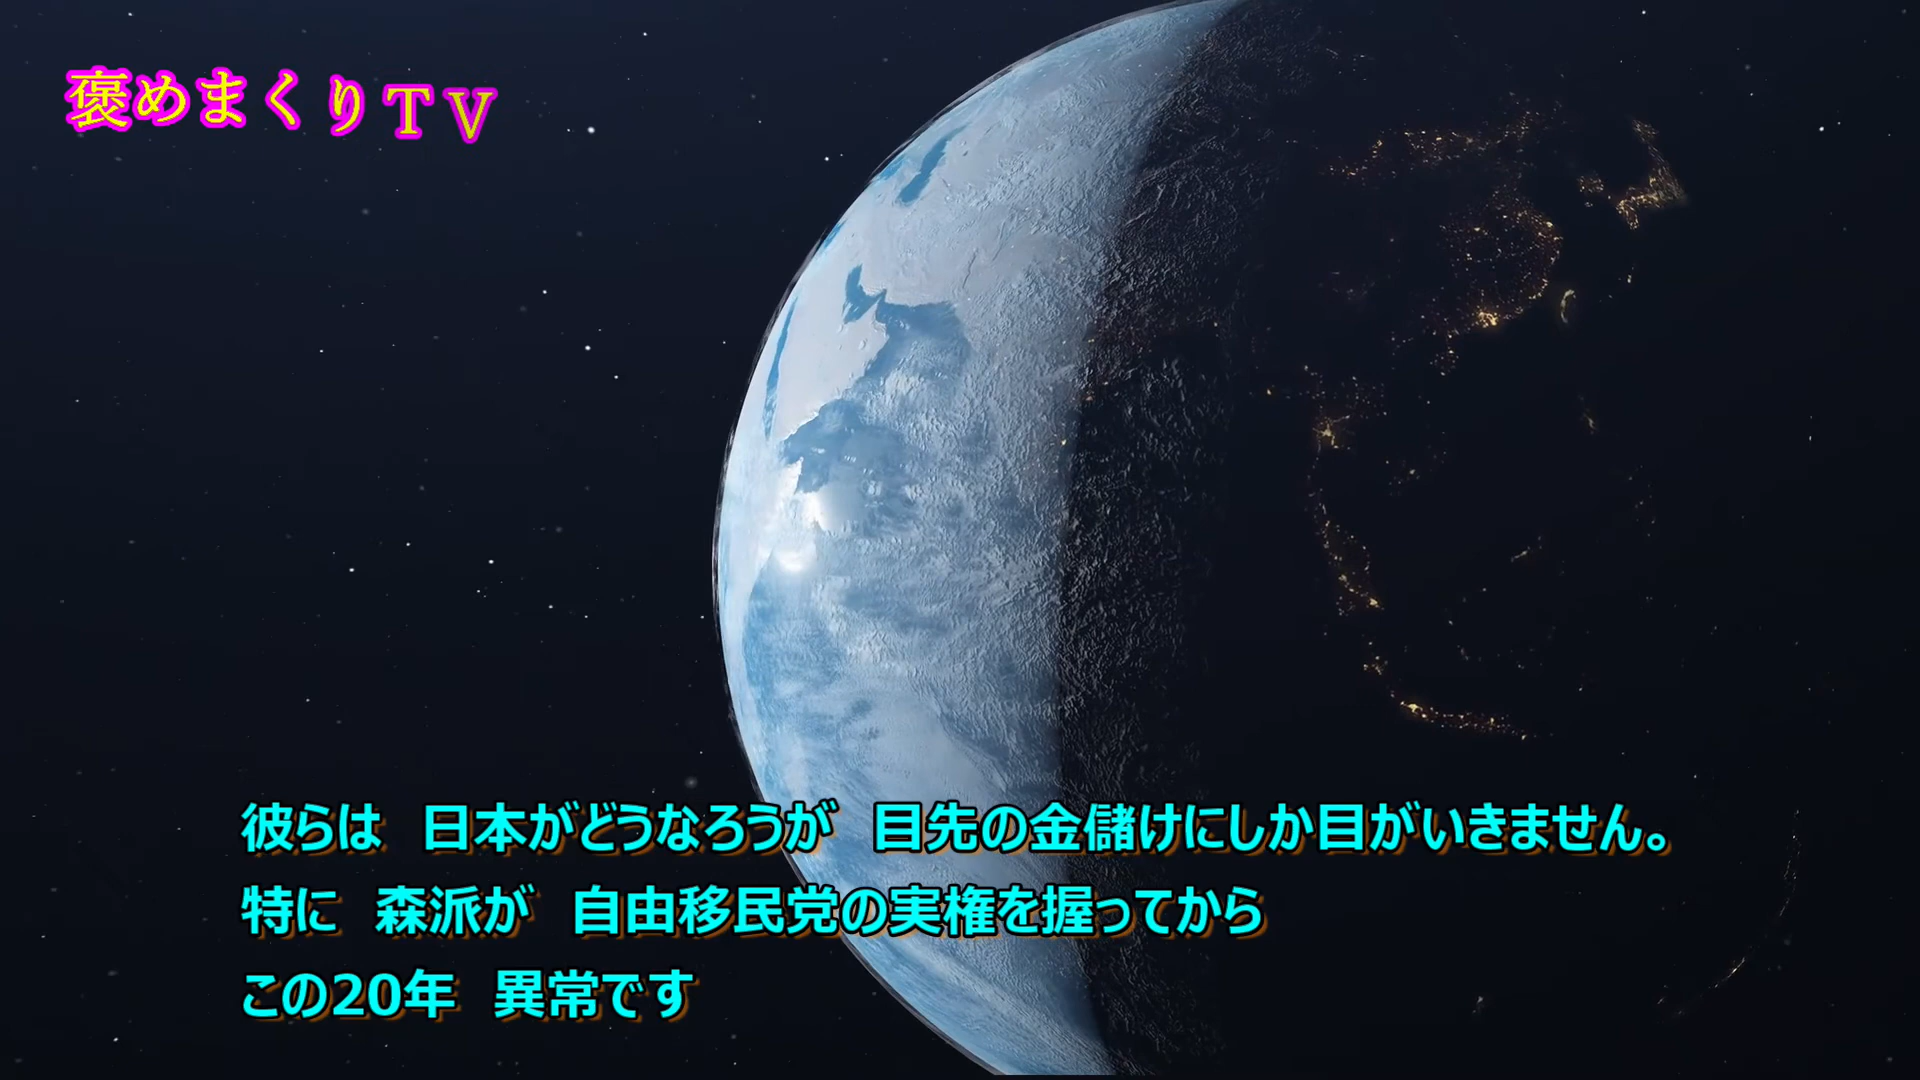 褒めまくりTV
彼らは　日本がどうなろうが　目先の金儲けにしか目がいきません。
特に　森派が　自由移民党の実権を握ってから
この20年　異常です